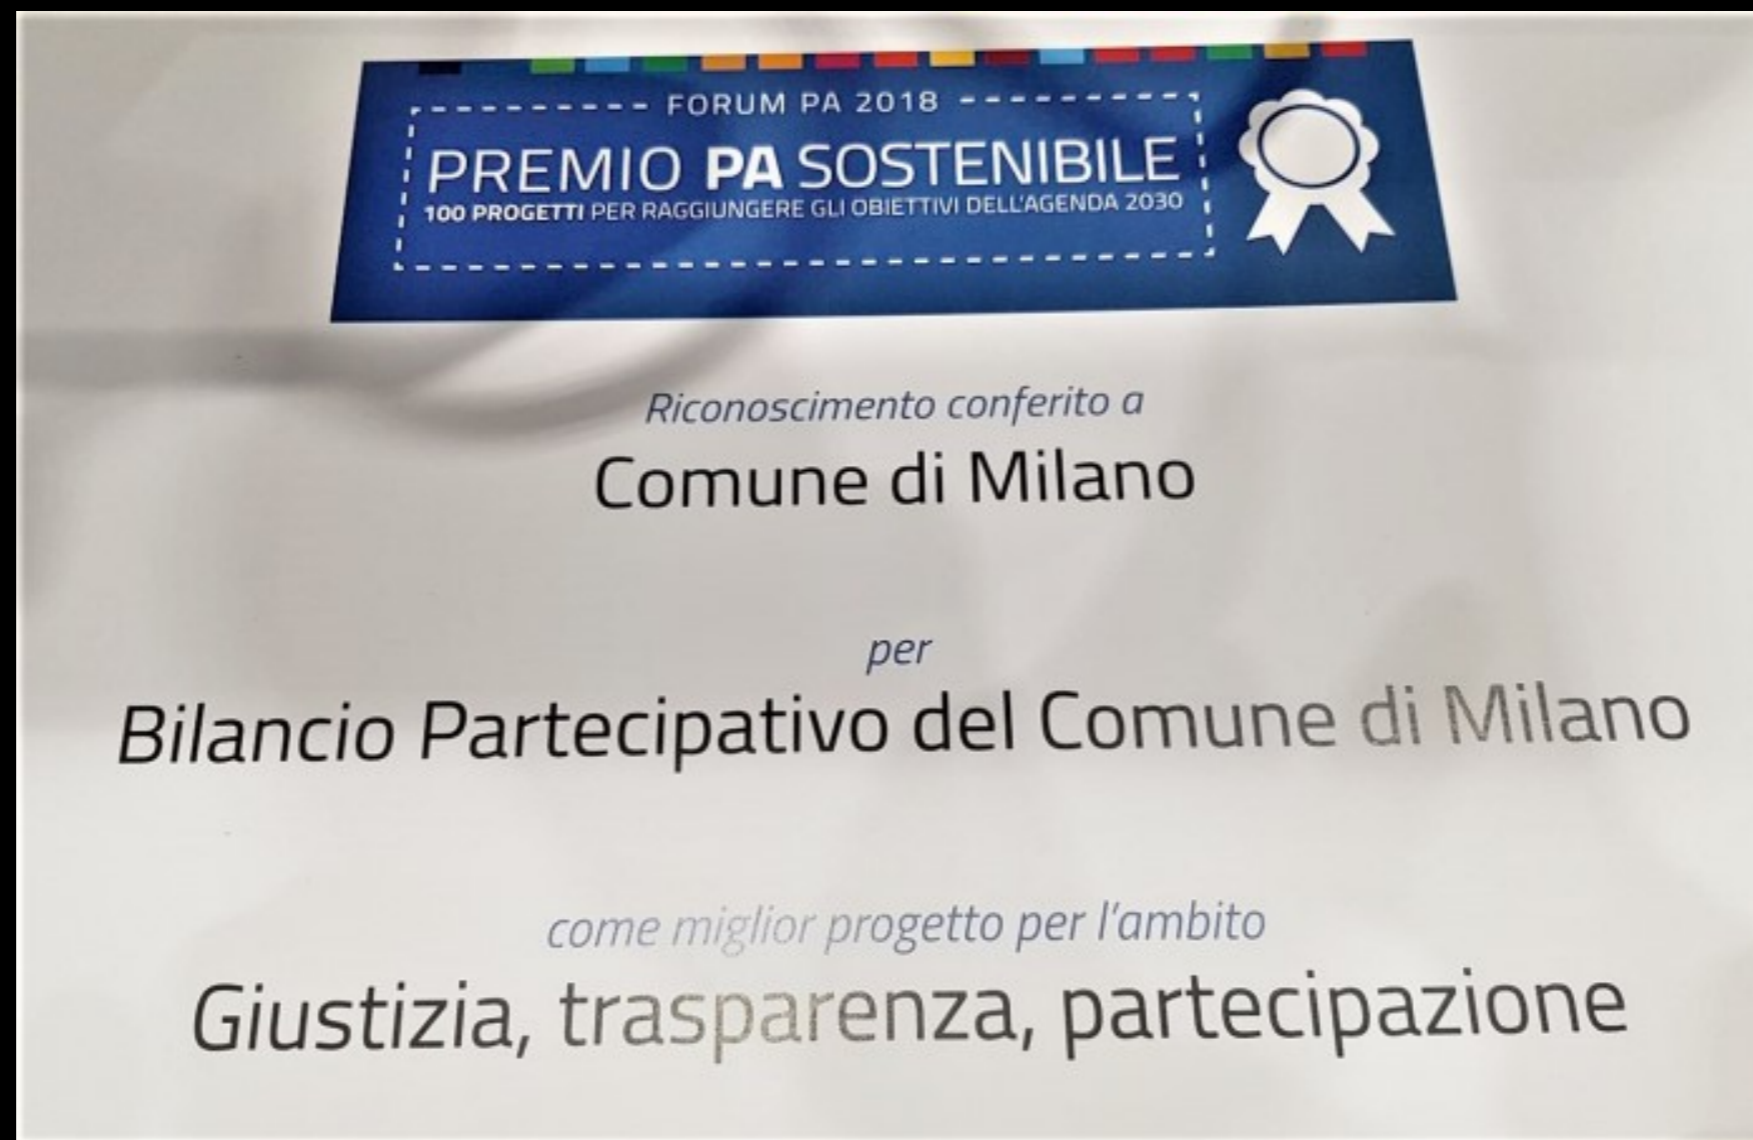 FORUM PA 2018
PREMIO PA SOSTENIBILE
100 PROGETTI PER RAGGIUNGERE GLI OBIETTIVI DELL'AGENDA 2030
Riconoscimento conferito a
Comune di Milano
per
Bilancio Partecipativo del Comune di Milano
come miglior progetto per l'ambito
Giustizia, trasparenza, partecipazione